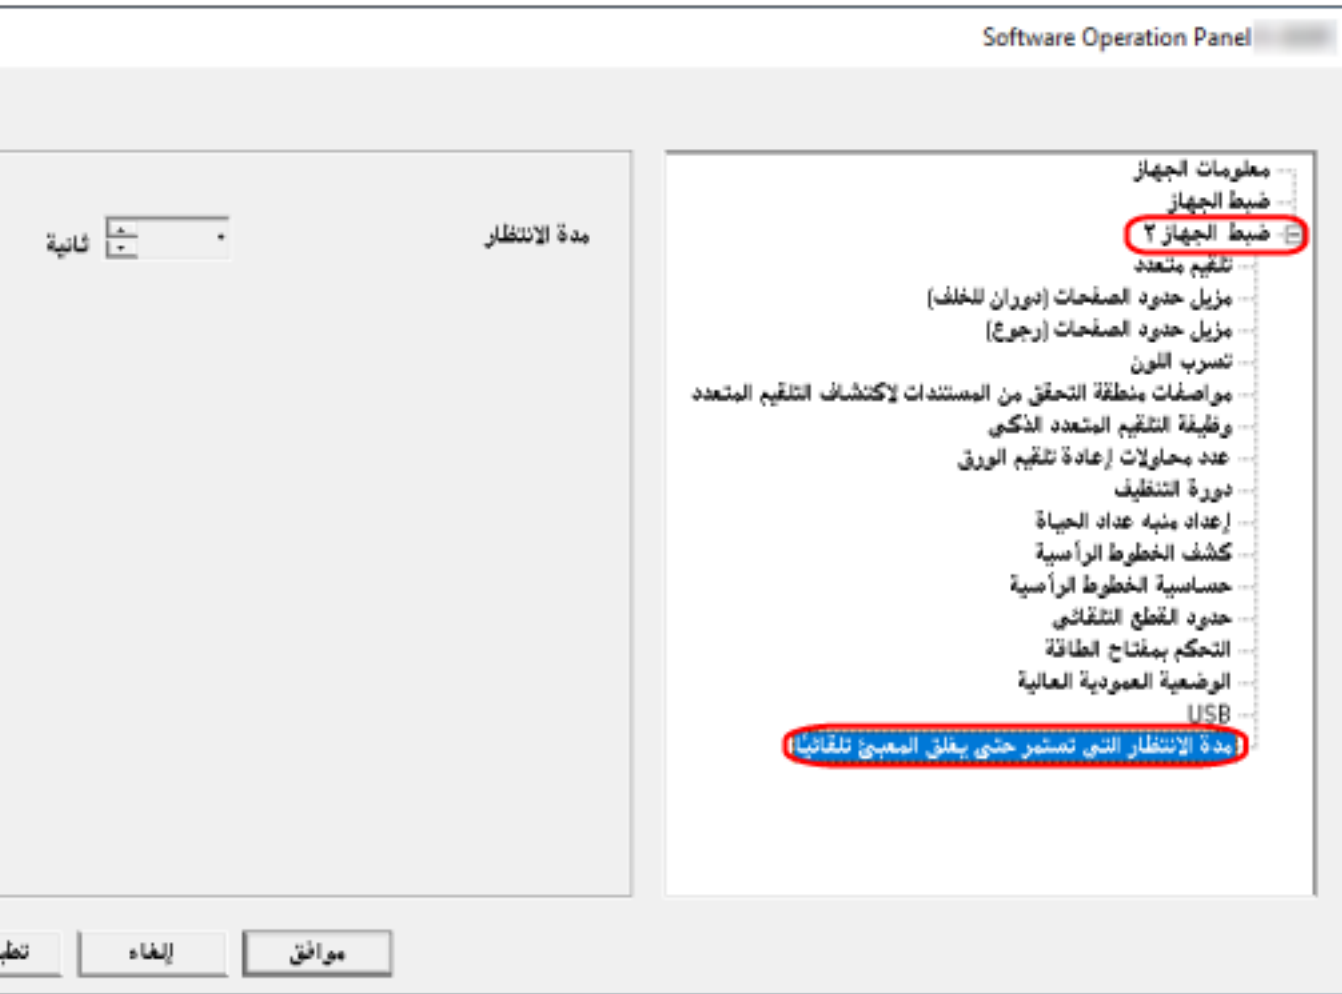 Software Operation Panel
معلومات الجهاز
ضبط الجهاز
ضبط الجهاز ٢
تلقيم متعدد
مزيل حدود الصفحات (دوران للخلف)
مزيل حدود الصفحات (رجوع)
تسرب اللون
مواصفات منطقة التحقق من المستندات لاكتشاف التلقيم المتعدد
وظيفة التلقيم المتعدد الذكي
عدد محاولات إعادة تلقيم الورق
دورة التنظيف
إعداد منبه عداد الحياة
كشف الخطوط الرأسية
حساسية الخطوط الرأسية
حدود القطع التلقائي
التحكم بمفتاح الطاقة
الوضعية العمودية العالية
USB
مدة الانتظار التي تستمر حتى يغلق المعبئ تلقائيًا
مدة الانتظار ٠ ثانية
موافق
إلغاء